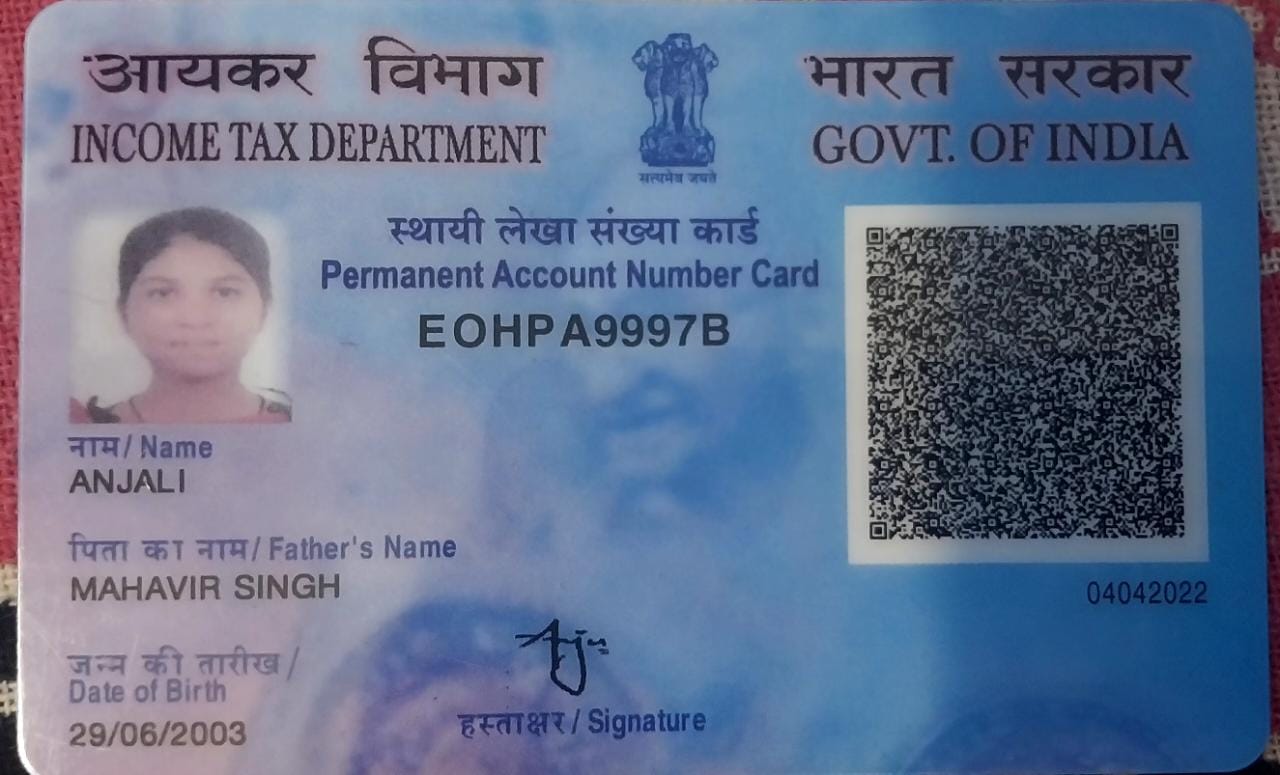 आयकर विभाग
INCOME TAX DEPARTMENT
सत्यमेव जयते
भारत सरकार
GOVT. OF INDIA
स्थायी लेखा संख्या कार्ड
Permanent Account Number Card
EOHPA9997B
नाम / Name
ANJALI
पिता का नाम / Father's Name
MAHAVIR SINGH
04042022
जन्म की तारीख /
Date of Birth
29/06/2003
Anju
हस्ताक्षर / Signature